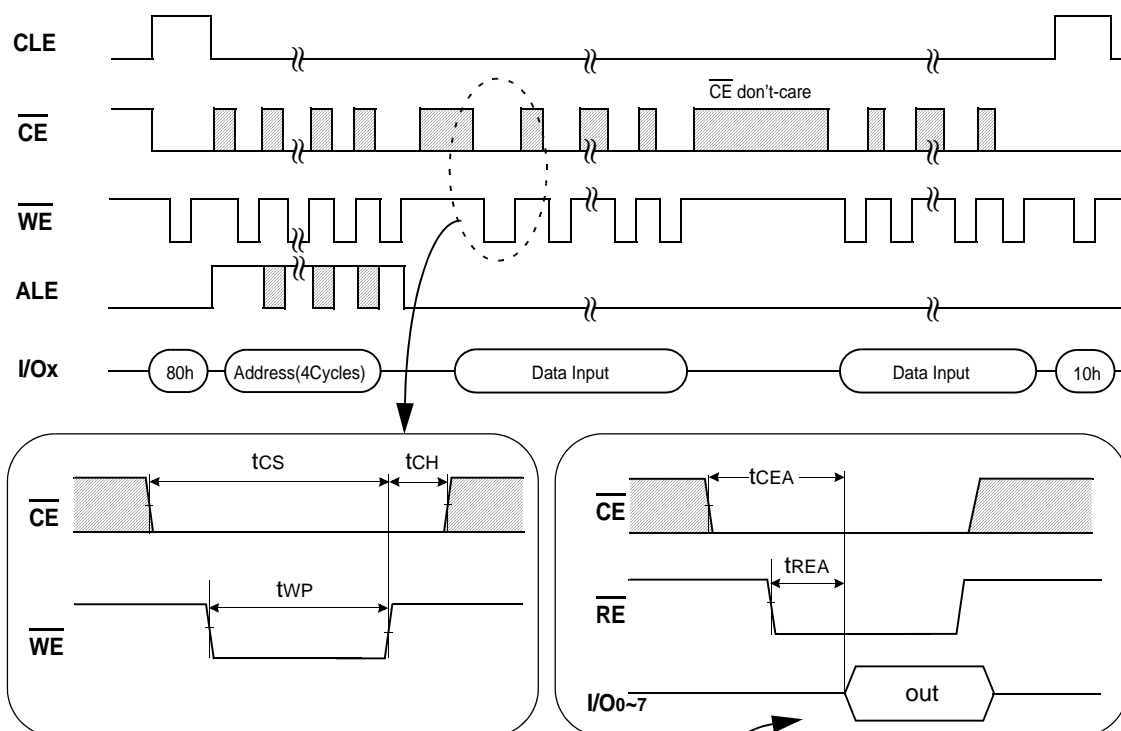 CLE
CE don't-care
CE
WE
ALE
I/Ox
80h
Address(4Cycles)
Data Input
Data Input
10h
tCS
tCH
CE
tWP
WE
tCEA
CE
tREA
RE
I/O0~7
out